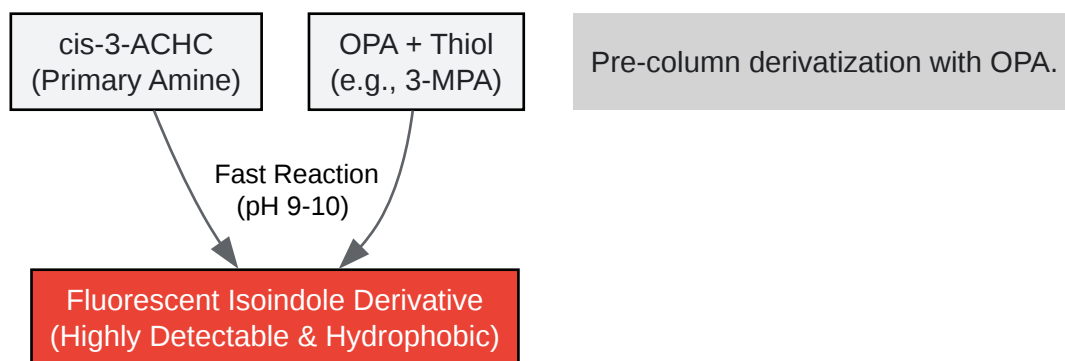 cis-3-ACHC
(Primary Amine)
OPA + Thiol
(e.g., 3-MPA)
Pre-column derivatization with OPA.
Fast Reaction
(pH 9-10)
Fluorescent Isoindole Derivative
(Highly Detectable & Hydrophobic)